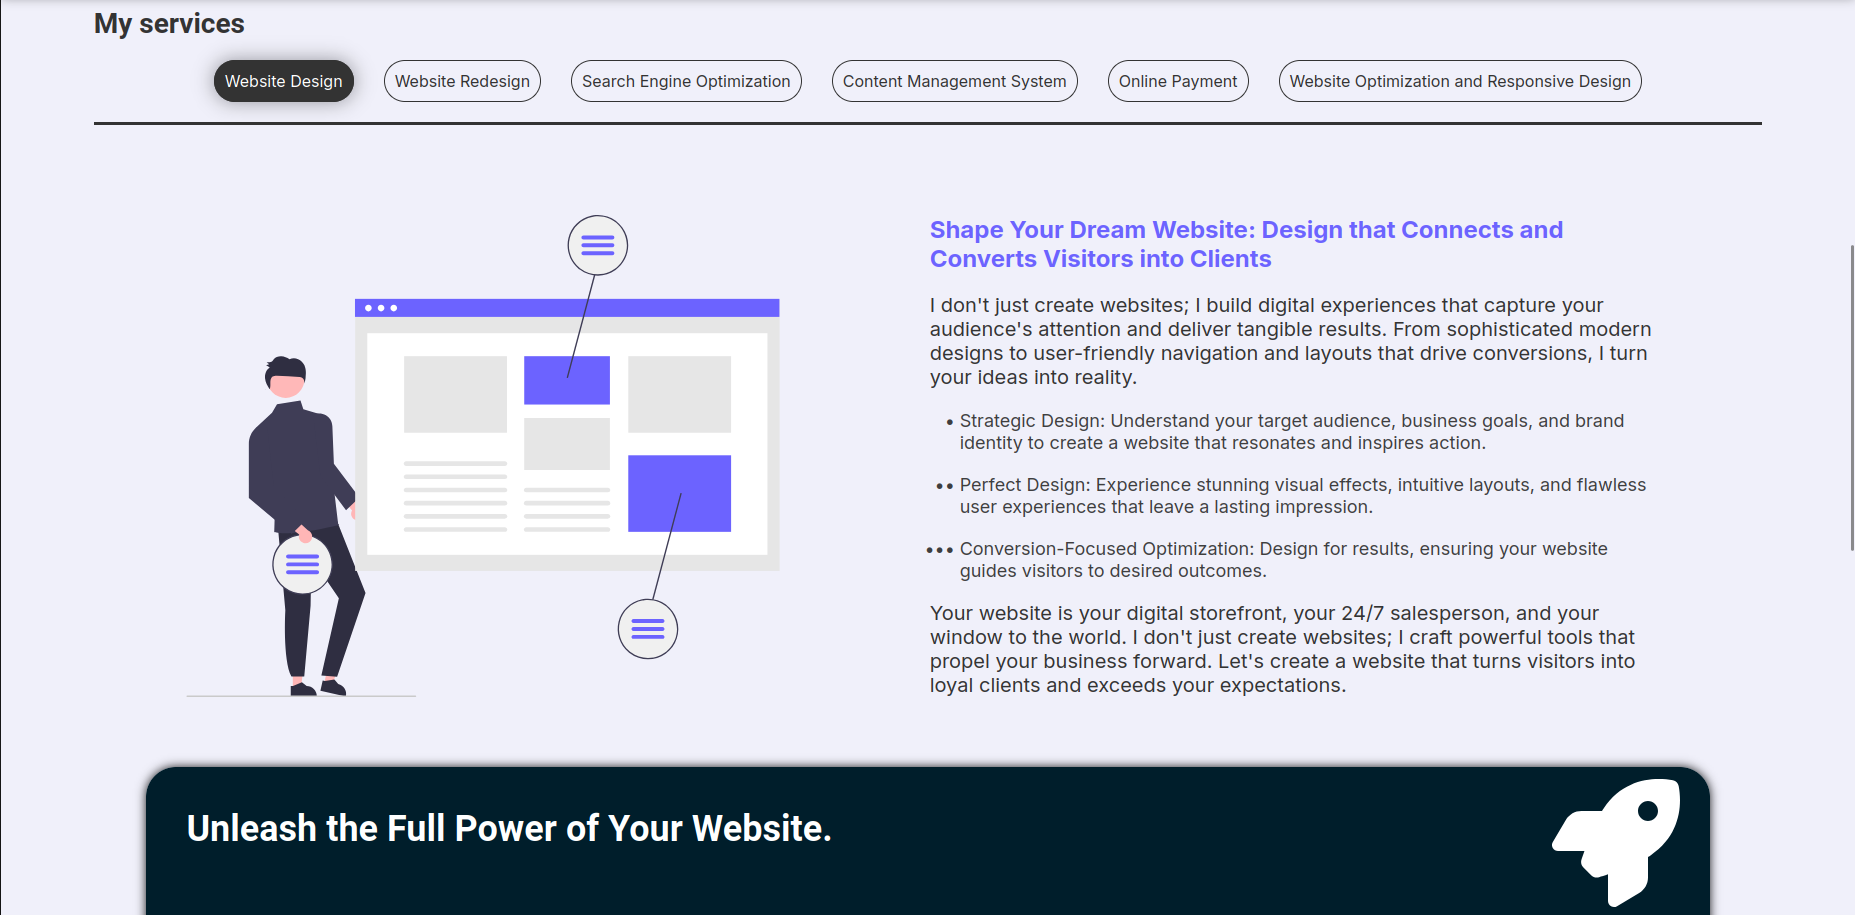 My services
Website Design
Website Redesign
Search Engine Optimization
Content Management System
Online Payment
Website Optimization and Responsive Design
Shape Your Dream Website: Design that Connects and
Converts Visitors into Clients
I don't just create websites; I build digital experiences that capture your
audience's attention and deliver tangible results. From sophisticated modern
designs to user-friendly navigation and layouts that drive conversions, I turn
your ideas into reality.
• Strategic Design: Understand your target audience, business goals, and brand
identity to create a website that resonates and inspires action.
•• Perfect Design: Experience stunning visual effects, intuitive layouts, and flawless
user experiences that leave a lasting impression.
••• Conversion-Focused Optimization: Design for results, ensuring your website
guides visitors to desired outcomes.
Your website is your digital storefront, your 24/7 salesperson, and your
window to the world. I don't just create websites; I craft powerful tools that
propel your business forward. Let's create a website that turns visitors into
loyal clients and exceeds your expectations.
Unleash the Full Power of Your Website.